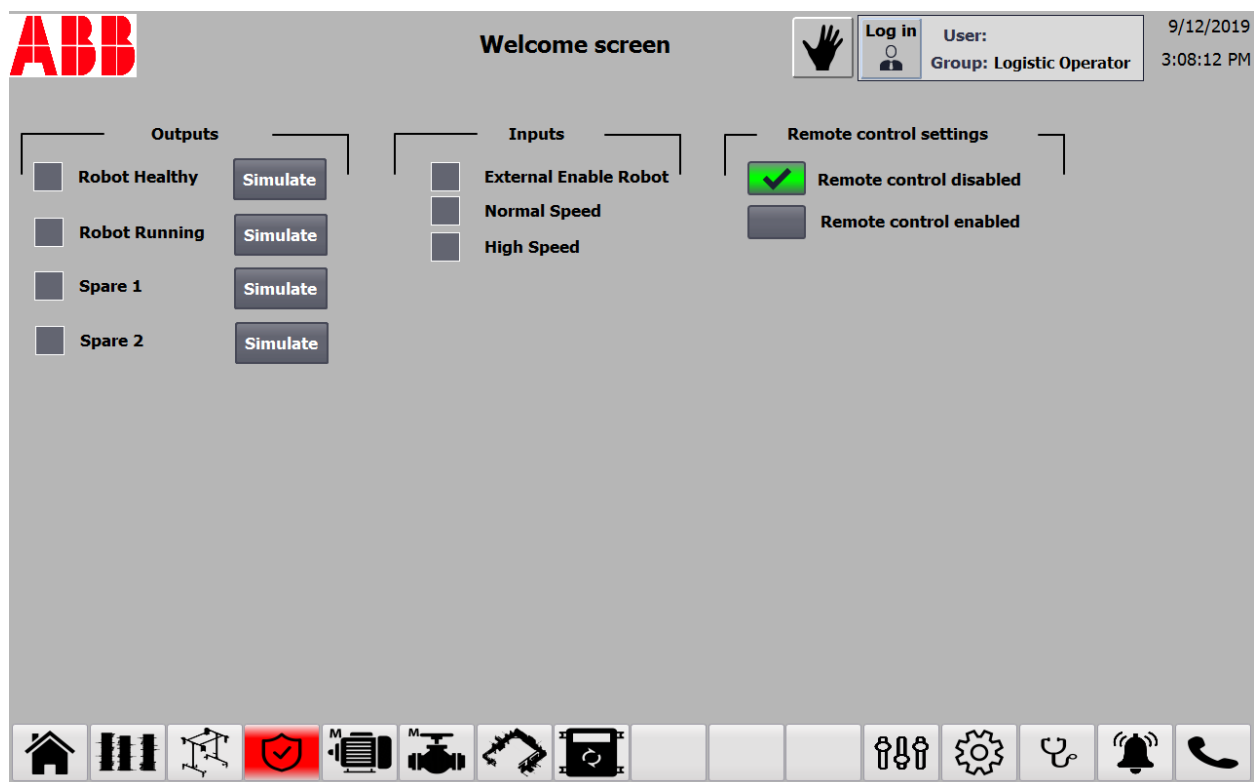 ABB
Welcome screen
Log in
User:
Group: Logistic Operator
9/12/2019
3:08:12 PM
Outputs
Robot Healthy
Simulate
Robot Running
Simulate
Spare 1
Simulate
Spare 2
Simulate
Inputs
External Enable Robot
Normal Speed
High Speed
Remote control settings
Remote control disabled
Remote control enabled
M
M